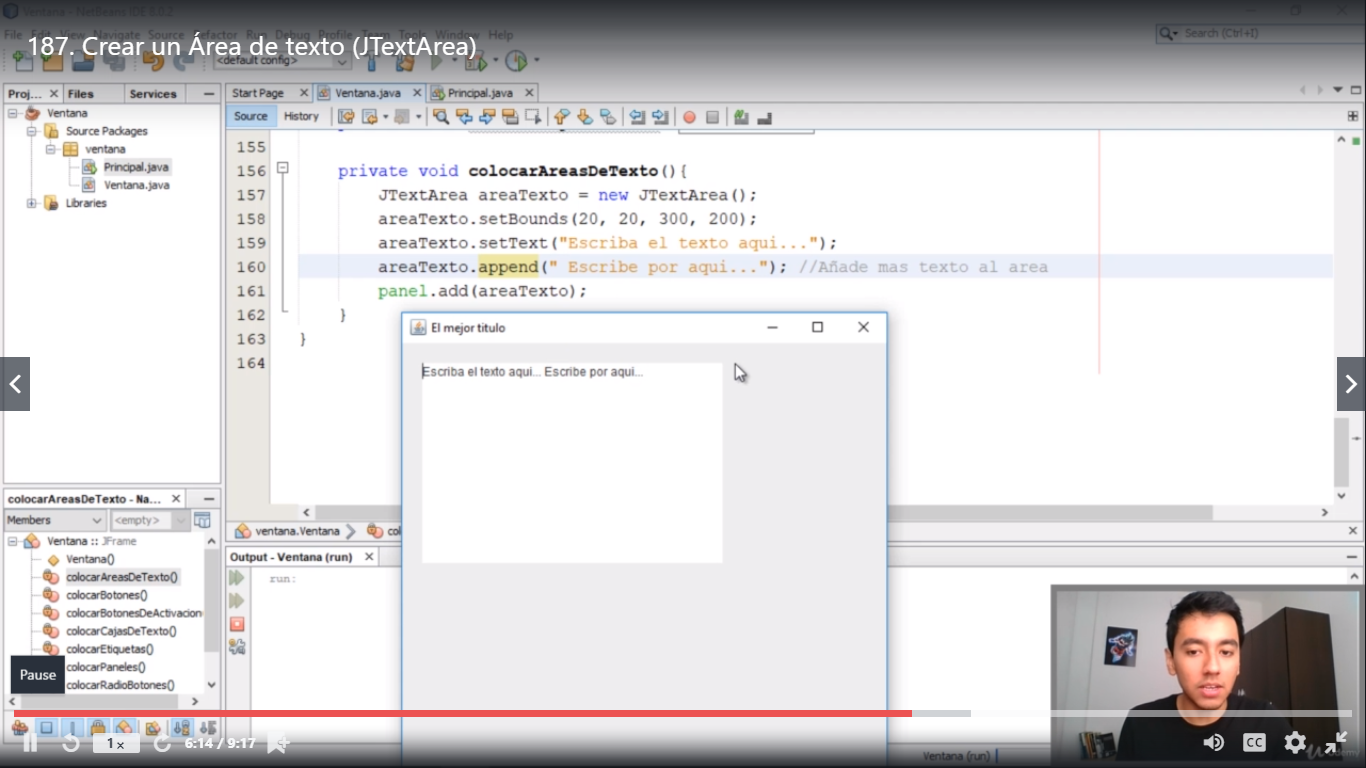 Ventana - NetBeans IDE 8.0.2
File Edit View Navigate Source Refactor Run Debug Profile Team Tools Window Help
187. Crear un Área de texto (JTextArea)
Search (Ctrl+I)
<default config>
Proj... Files Services
Start Page Ventana.java Principal.java
Source History
Ventana
Source Packages
ventana
Principal.java
Ventana.java
Libraries
155
156 private void colocarAreasDeTexto(){
157 JTextArea areaTexto = new JTextArea();
158 areaTexto.setBounds(20, 20, 300, 200);
159 areaTexto.setText("Escriba el texto aqui...");
160 areaTexto.append(" Escribe por aqui..."); //Añade mas texto al area
161 panel.add(areaTexto);
162 }
163 }
164
El mejor titulo
Escriba el texto aqui... Escribe por aqui...
colocarAreasDeTexto - Na...
Members <empty>
Ventana :: JFrame
Ventana()
colocarAreasDeTexto()
colocarBotones()
colocarBotonesDeActivacion
colocarCajasDeTexto()
colocarEtiquetas()
colocarPaneles()
colocarRadioBotones()
ventana.Ventana col
Output - Ventana (run)
run:
Pause
1x
6:14 / 9:17
Ventana (run)
CC